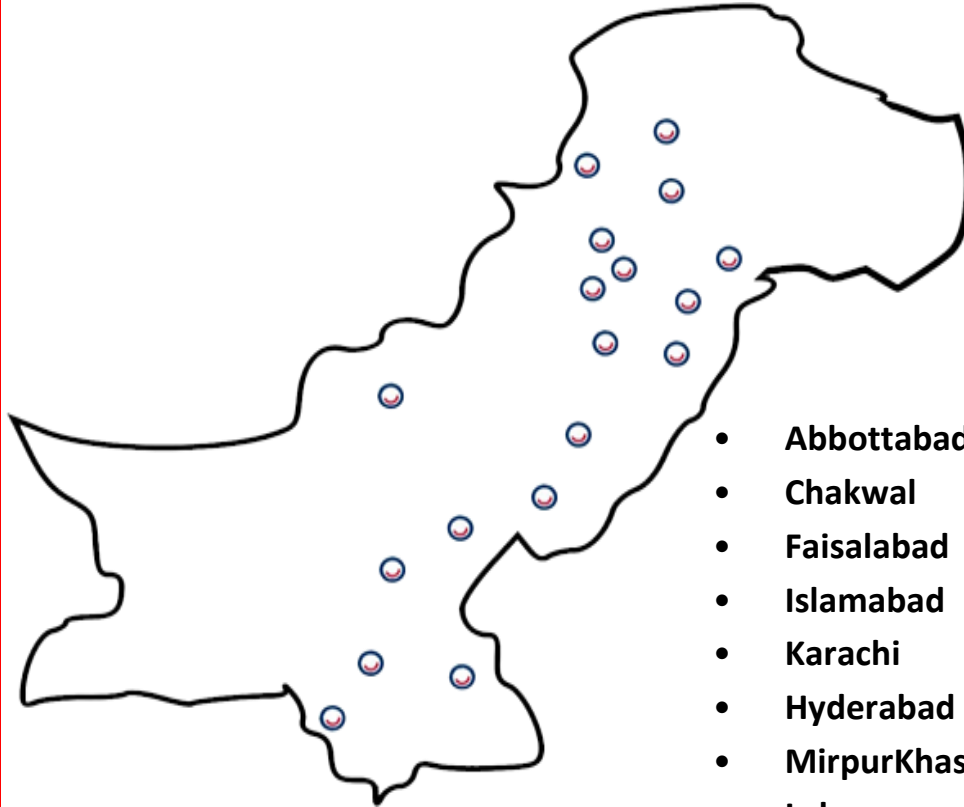 • Abbottabad
• Chakwal
• Faisalabad
• Islamabad
• Karachi
• Hyderabad
• MirpurKhas